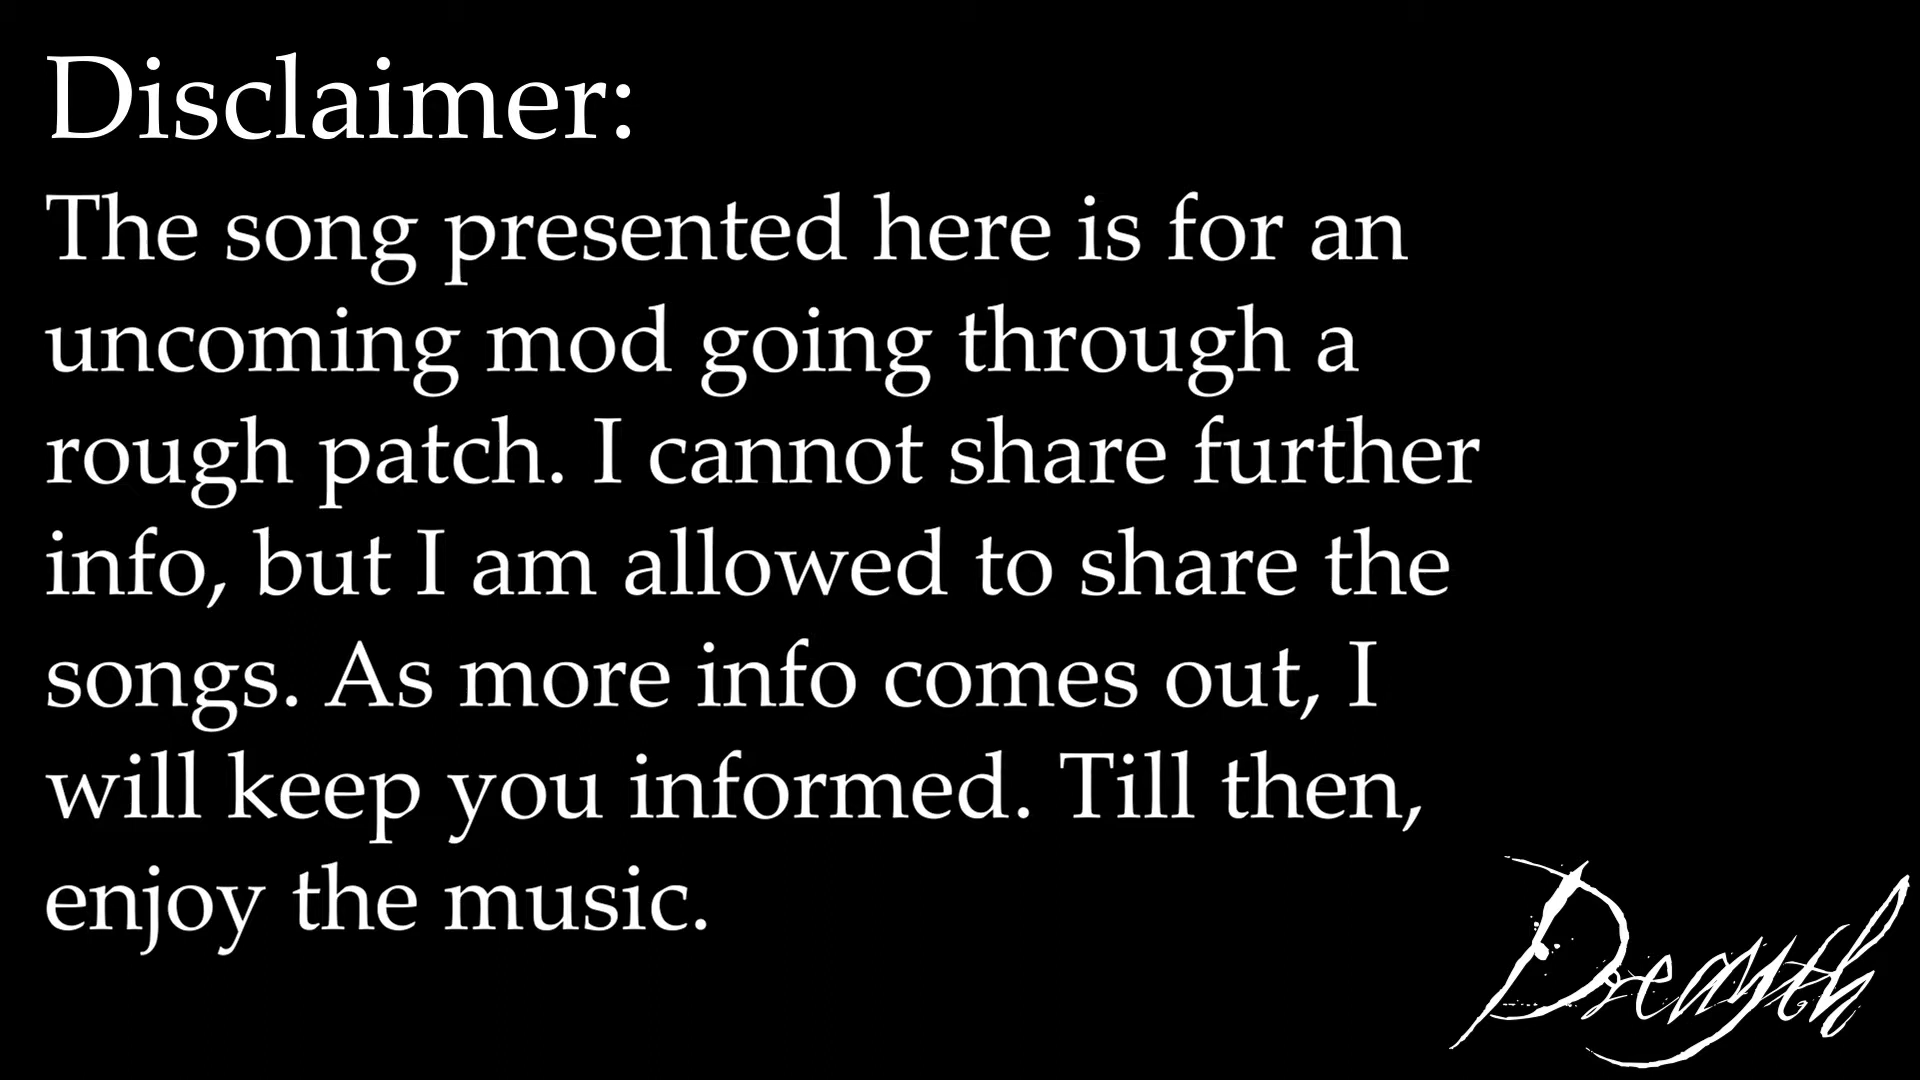 Disclaimer:
The song presented here is for an
uncoming mod going through a
rough patch. I cannot share further
info, but I am allowed to share the
songs. As more info comes out, I
will keep you informed. Till then,
enjoy the music.